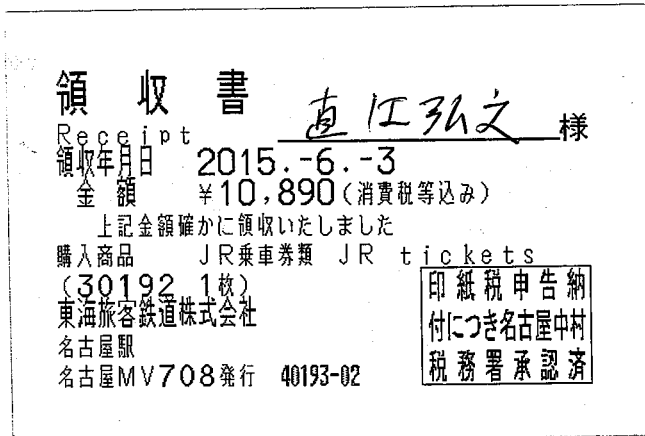 領収書
直江弘文 様
Receipt
領収年月日 2015.-6.-3
金額 ¥10,890(消費税等込み)
上記金額確かに領収いたしました
購入商品 JR乗車券類 JR tickets
(30192 1枚)
東海旅客鉄道株式会社
名古屋駅
名古屋MV708発行 40193-02
印紙税申告納
付につき名古屋中村
税務署承認済